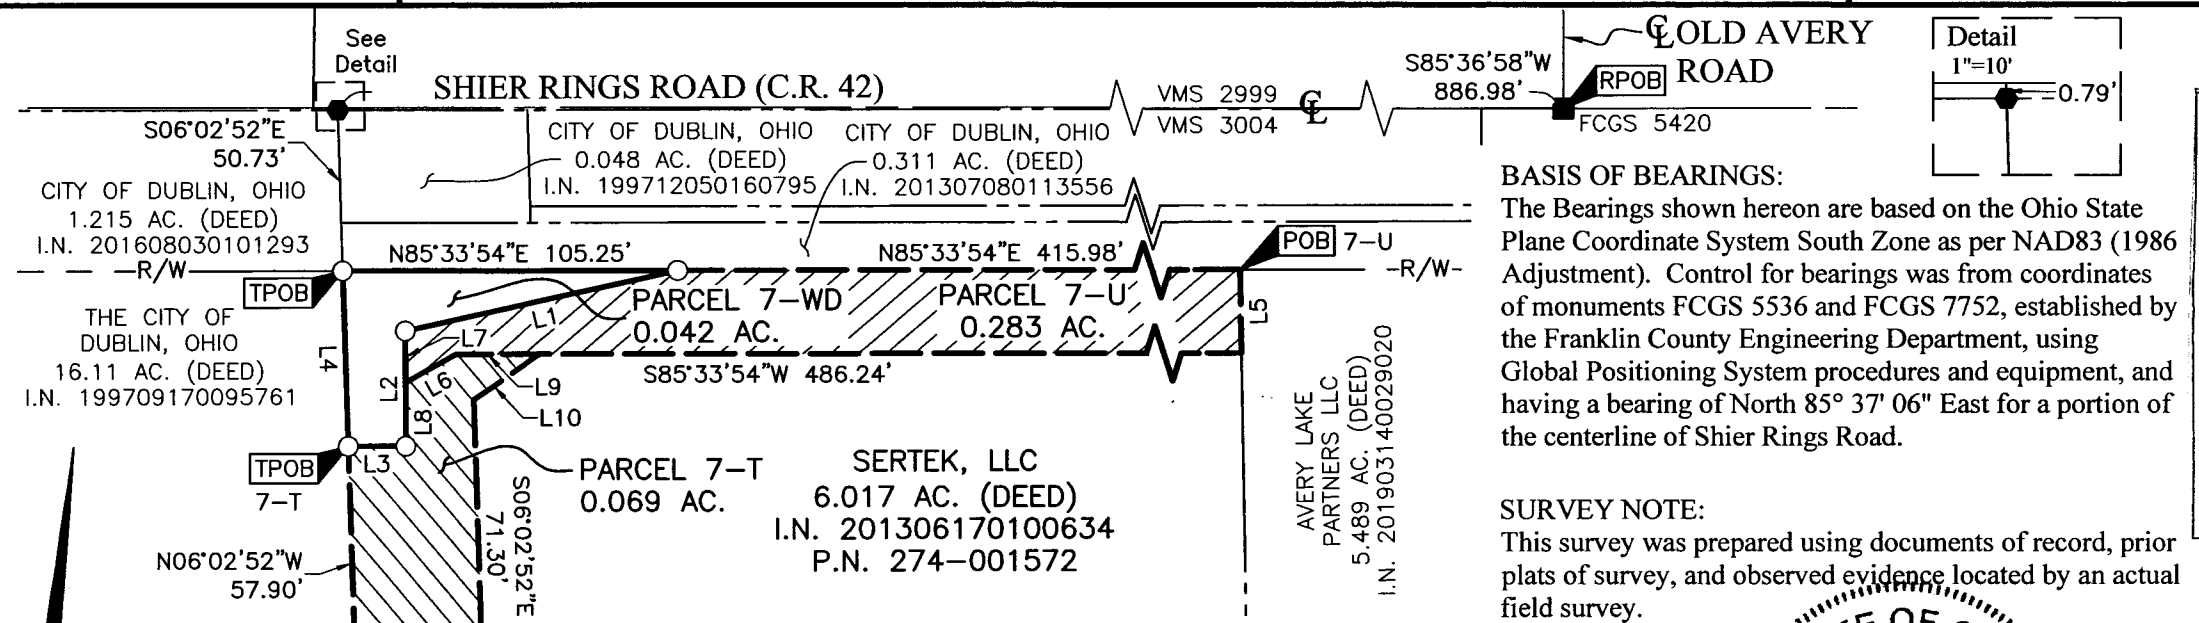 See
Detail
SHIER RINGS ROAD (C.R. 42)
S85°36'58"W
886.98'
℄ OLD AVERY
ROAD
RPOB
FCGS 5420
VMS 2999
VMS 3004
℄
Detail
1"=10'
0.79'
S06°02'52"E
50.73'
CITY OF DUBLIN, OHIO
0.048 AC. (DEED)
I.N. 199712050160795
CITY OF DUBLIN, OHIO
0.311 AC. (DEED)
I.N. 201307080113556
CITY OF DUBLIN, OHIO
1.215 AC. (DEED)
I.N. 201608030101293
R/W
N85°33'54"E 105.25'
N85°33'54"E 415.98'
POB 7-U
-R/W-
TPOB
THE CITY OF
DUBLIN, OHIO
16.11 AC. (DEED)
I.N. 199709170095761
L4
L1
L7
L2
L6
L8
L9
L10
L3
L5
PARCEL 7-WD
0.042 AC.
PARCEL 7-U
0.283 AC.
S85°33'54"W 486.24'
TPOB
7-T
PARCEL 7-T
0.069 AC.
S06°02'52"E
71.30'
N06°02'52"W
57.90'
SERTEK, LLC
6.017 AC. (DEED)
I.N. 201306170100634
P.N. 274-001572
AVERY LAKE
PARTNERS LLC
5.489 AC. (DEED)
I.N. 201903140029020
BASIS OF BEARINGS:
The Bearings shown hereon are based on the Ohio State
Plane Coordinate System South Zone as per NAD83 (1986
Adjustment). Control for bearings was from coordinates
of monuments FCGS 5536 and FCGS 7752, established by
the Franklin County Engineering Department, using
Global Positioning System procedures and equipment, and
having a bearing of North 85° 37' 06" East for a portion of
the centerline of Shier Rings Road.
SURVEY NOTE:
This survey was prepared using documents of record, prior
plats of survey, and observed evidence located by an actual
field survey.
OF